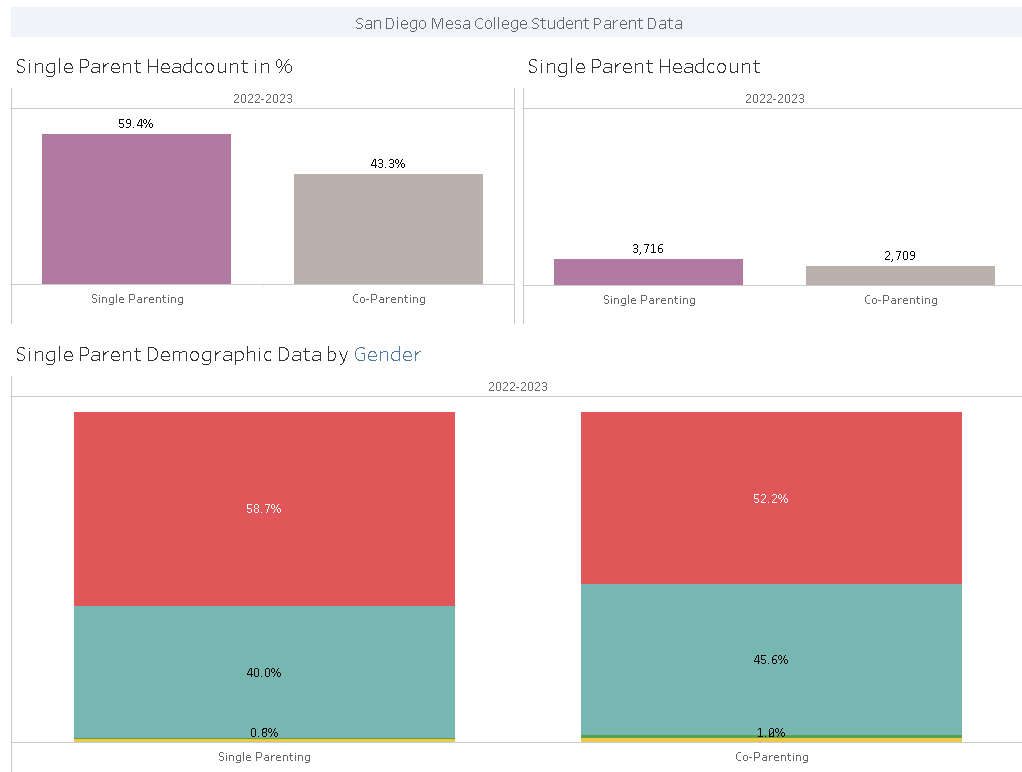 San Diego Mesa College Student Parent Data
Single Parent Headcount in %
2022-2023
59.4%
43.3%
Single Parenting
Co-Parenting
Single Parent Headcount
2022-2023
3,716
2,709
Single Parenting
Co-Parenting
Single Parent Demographic Data by Gender
2022-2023
58.7%
52.2%
40.0%
45.6%
Single Parenting
Co-Parenting